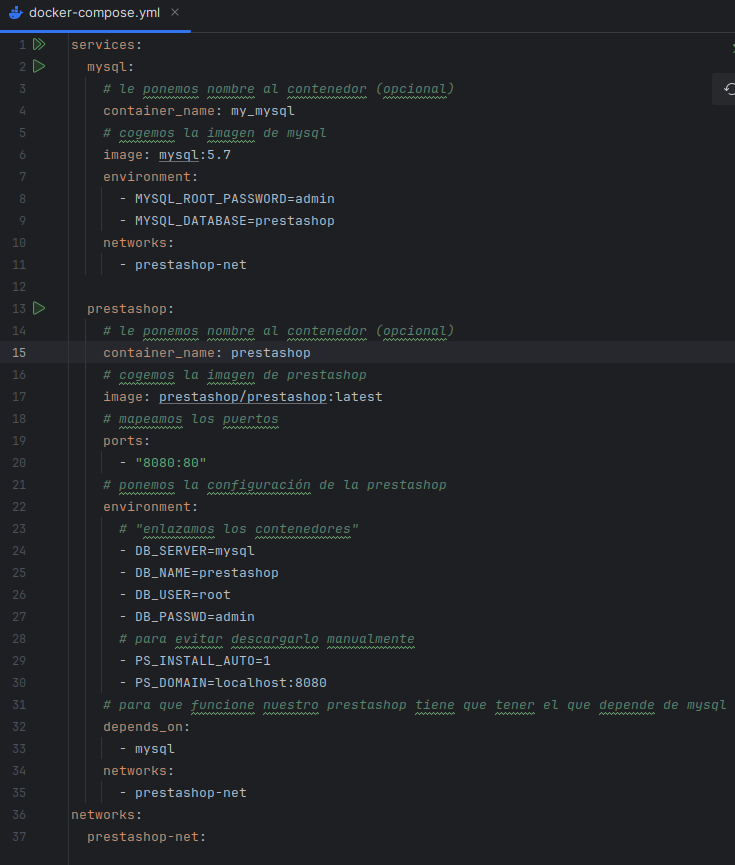 docker-compose.yml
1 services:
2 mysql:
3 # le ponemos nombre al contenedor (opcional)
4 container_name: my_mysql
5 # cogemos la imagen de mysql
6 image: mysql:5.7
7 environment:
8 - MYSQL_ROOT_PASSWORD=admin
9 - MYSQL_DATABASE=prestashop
10 networks:
11 - prestashop-net
12
13 prestashop:
14 # le ponemos nombre al contenedor (opcional)
15 container_name: prestashop
16 # cogemos la imagen de prestashop
17 image: prestashop/prestashop:latest
18 # mapeamos los puertos
19 ports:
20 - "8080:80"
21 # ponemos la configuración de la prestashop
22 environment:
23 # "enlazamos los contenedores"
24 - DB_SERVER=mysql
25 - DB_NAME=prestashop
26 - DB_USER=root
27 - DB_PASSWD=admin
28 # para evitar descargarlo manualmente
29 - PS_INSTALL_AUTO=1
30 - PS_DOMAIN=localhost:8080
31 # para que funcione nuestro prestashop tiene que tener el que depende de mysql
32 depends_on:
33 - mysql
34 networks:
35 - prestashop-net
36 networks:
37 prestashop-net: